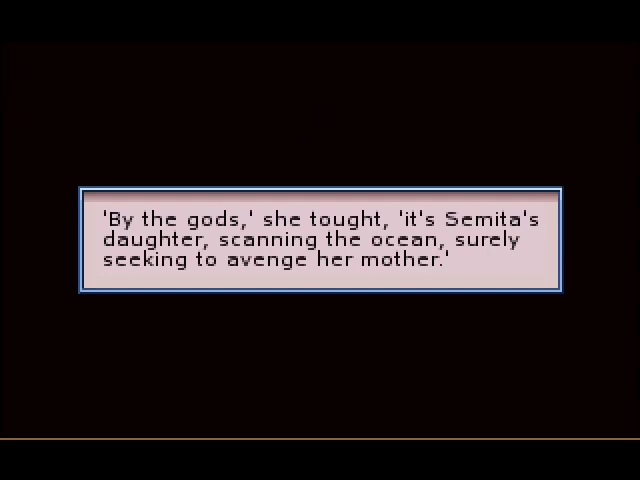 'By the gods,' she tought, 'it's Semita's
daughter, scanning the ocean, surely
seeking to avenge her mother.'